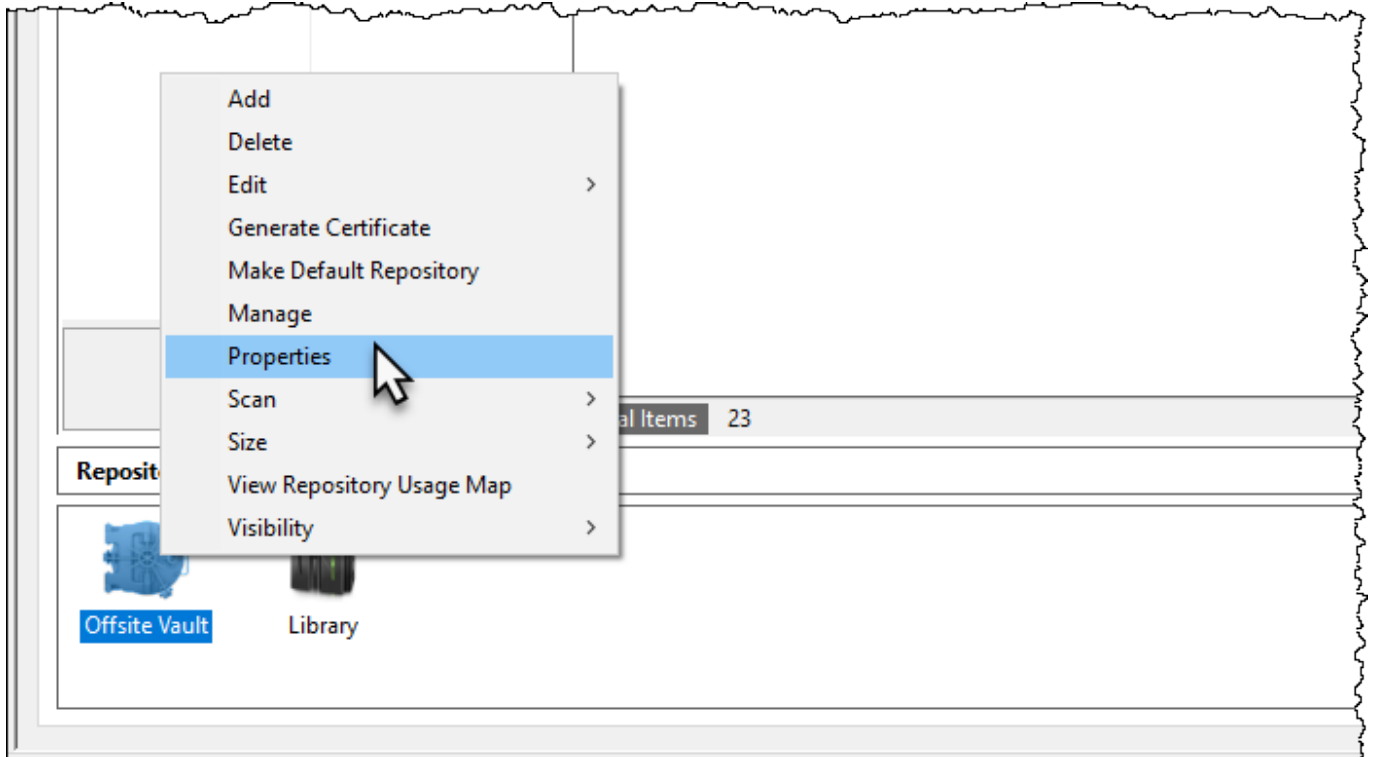 Add
Delete
Edit
Generate Certificate
Make Default Repository
Manage
Properties
Scan
al Items 23
Size
Reposit
View Repository Usage Map
Visibility
Offsite Vault
Library